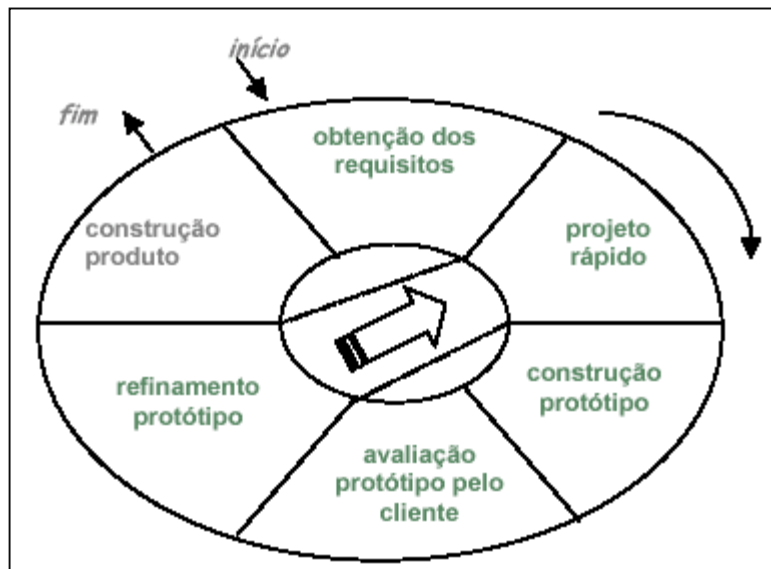 início
fim
obtenção dos
requisitos
projeto
rápido
construção
protótipo
avaliação
protótipo pelo
cliente
refinamento
protótipo
construção
produto